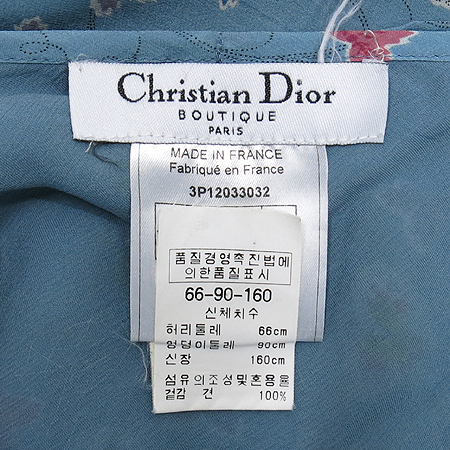 Christian Dior
BOUTIQUE
PARIS
MADE IN FRANCE
Fabriqué en France
3P12033032
품질경영촉진법에
의한품질표시
66-90-160
신체치수
허리둘레 66cm
엉덩이둘레 90cm
신장 160cm
섬유의조성및혼용율
겉감 견 100%